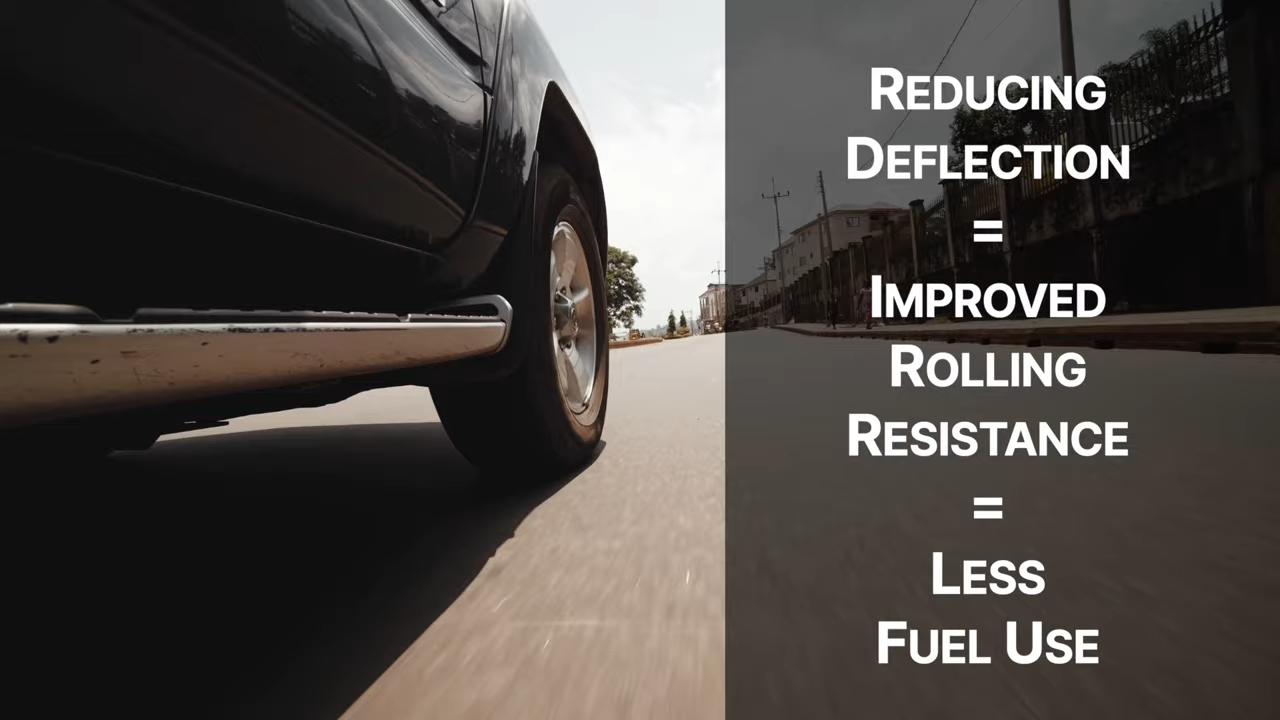 REDUCING
DEFLECTION
=
IMPROVED
ROLLING
RESISTANCE
=
LESS
FUEL USE